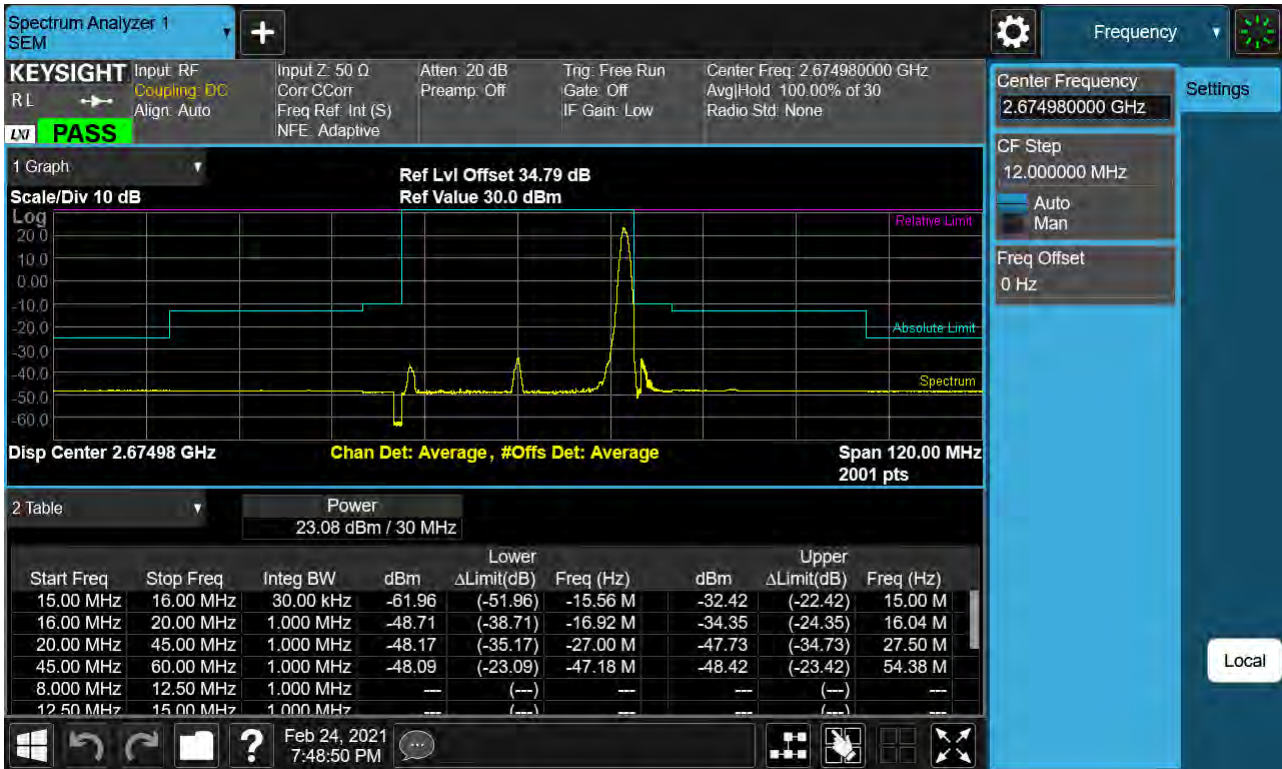 Spectrum Analyzer 1
SEM
Frequency
KEYSIGHT
R L
LXI
PASS
Input: RF
Coupling: DC
Align: Auto
Input Z: 50 Ω
Corr CCorr
Freq Ref: Int (S)
NFE: Adaptive
Atten: 20 dB
Preamp: Off
Trig: Free Run
Gate: Off
IF Gain: Low
Center Freq: 2.674980000 GHz
Avg|Hold: 100.00% of 30
Radio Std: None
Center Frequency
2.674980000 GHz
Settings
CF Step
12.000000 MHz
Auto
Man
Freq Offset
0 Hz
1 Graph
Ref Lvl Offset 34.79 dB
Scale/Div 10 dB
Ref Value 30.0 dBm
Log
Relative Limit
20.0
10.0
0.00
-10.0
-20.0
Absolute Limit
-30.0
-40.0
Spectrum
-50.0
-60.0
Disp Center 2.67498 GHz
Chan Det: Average, #Offs Det: Average
Span 120.00 MHz
2001 pts
2 Table
Power
23.08 dBm / 30 MHz
Lower Upper
Start Freq Stop Freq Integ BW dBm ΔLimit(dB) Freq (Hz) dBm ΔLimit(dB) Freq (Hz)
15.00 MHz 16.00 MHz 30.00 kHz -61.96 (-51.96) -15.56 M -32.42 (-22.42) 15.00 M
16.00 MHz 20.00 MHz 1.000 MHz -48.71 (-38.71) -16.92 M -34.35 (-24.35) 16.04 M
20.00 MHz 45.00 MHz 1.000 MHz -48.17 (-35.17) -27.00 M -47.73 (-34.73) 27.50 M
45.00 MHz 60.00 MHz 1.000 MHz -48.09 (-23.09) -47.18 M -48.42 (-23.42) 54.38 M
8.000 MHz 12.50 MHz 1.000 MHz --- (---) --- --- (---) ---
12.50 MHz 15.00 MHz 1.000 MHz --- (---) --- --- (---) ---
Local
?
Feb 24, 2021
7:48:50 PM